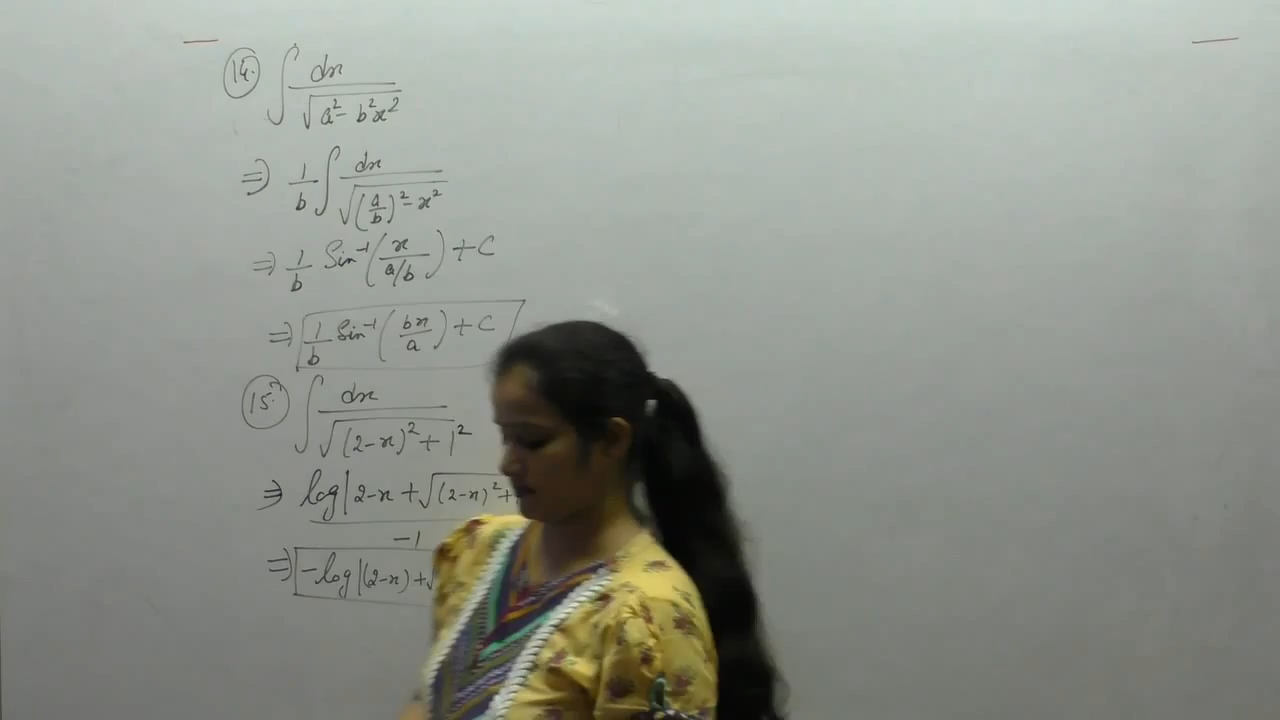 14. ∫ dx / √(a² - b²x²)
⇒ 1/b ∫ dx / √((a/b)² - x²)
⇒ 1/b Sin⁻¹(x / a/b) + C
⇒ 1/b Sin⁻¹(bx/a) + C
15. ∫ dx / √((2-x)² + 1²)
⇒ log|2-x + √((2-x)² + / -1
⇒ -log|(2-x) + √